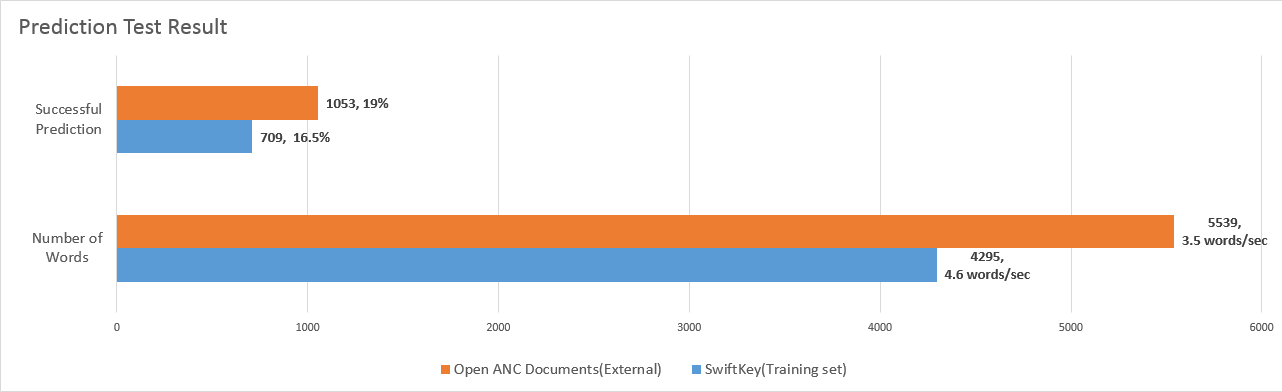 Prediction Test Result
Successful
Prediction
1053, 19%
709,  16.5%
Number of
Words
5539,
3.5 words/sec
4295,
4.6 words/sec
0 1000 2000 3000 4000 5000 6000
Open ANC Documents(External) SwiftKey(Training set)